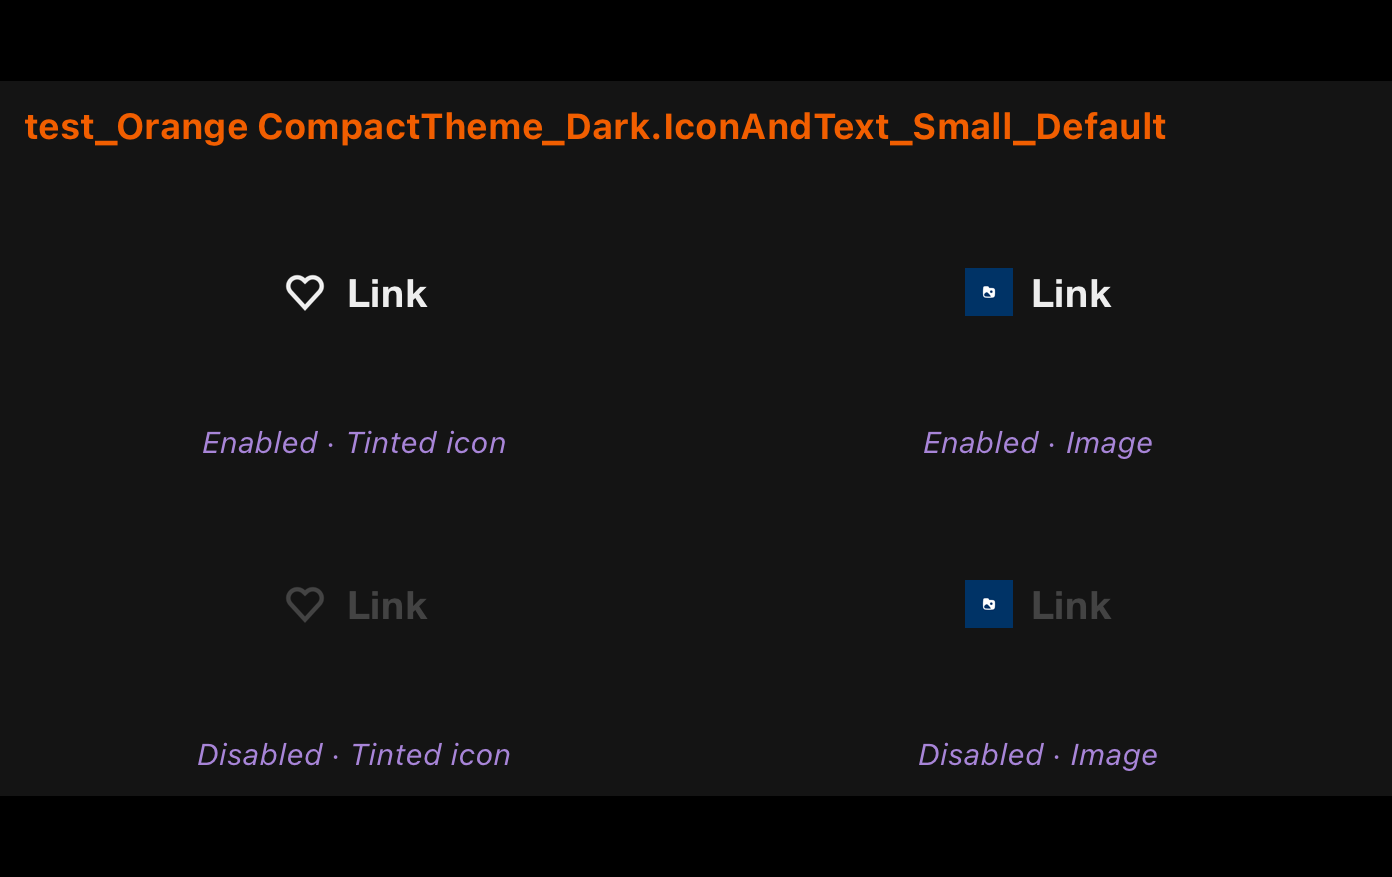 test_Orange CompactTheme_Dark.IconAndText_Small_Default
Link
Link
Enabled · Tinted icon
Enabled · Image
Link
Link
Disabled · Tinted icon
Disabled · Image